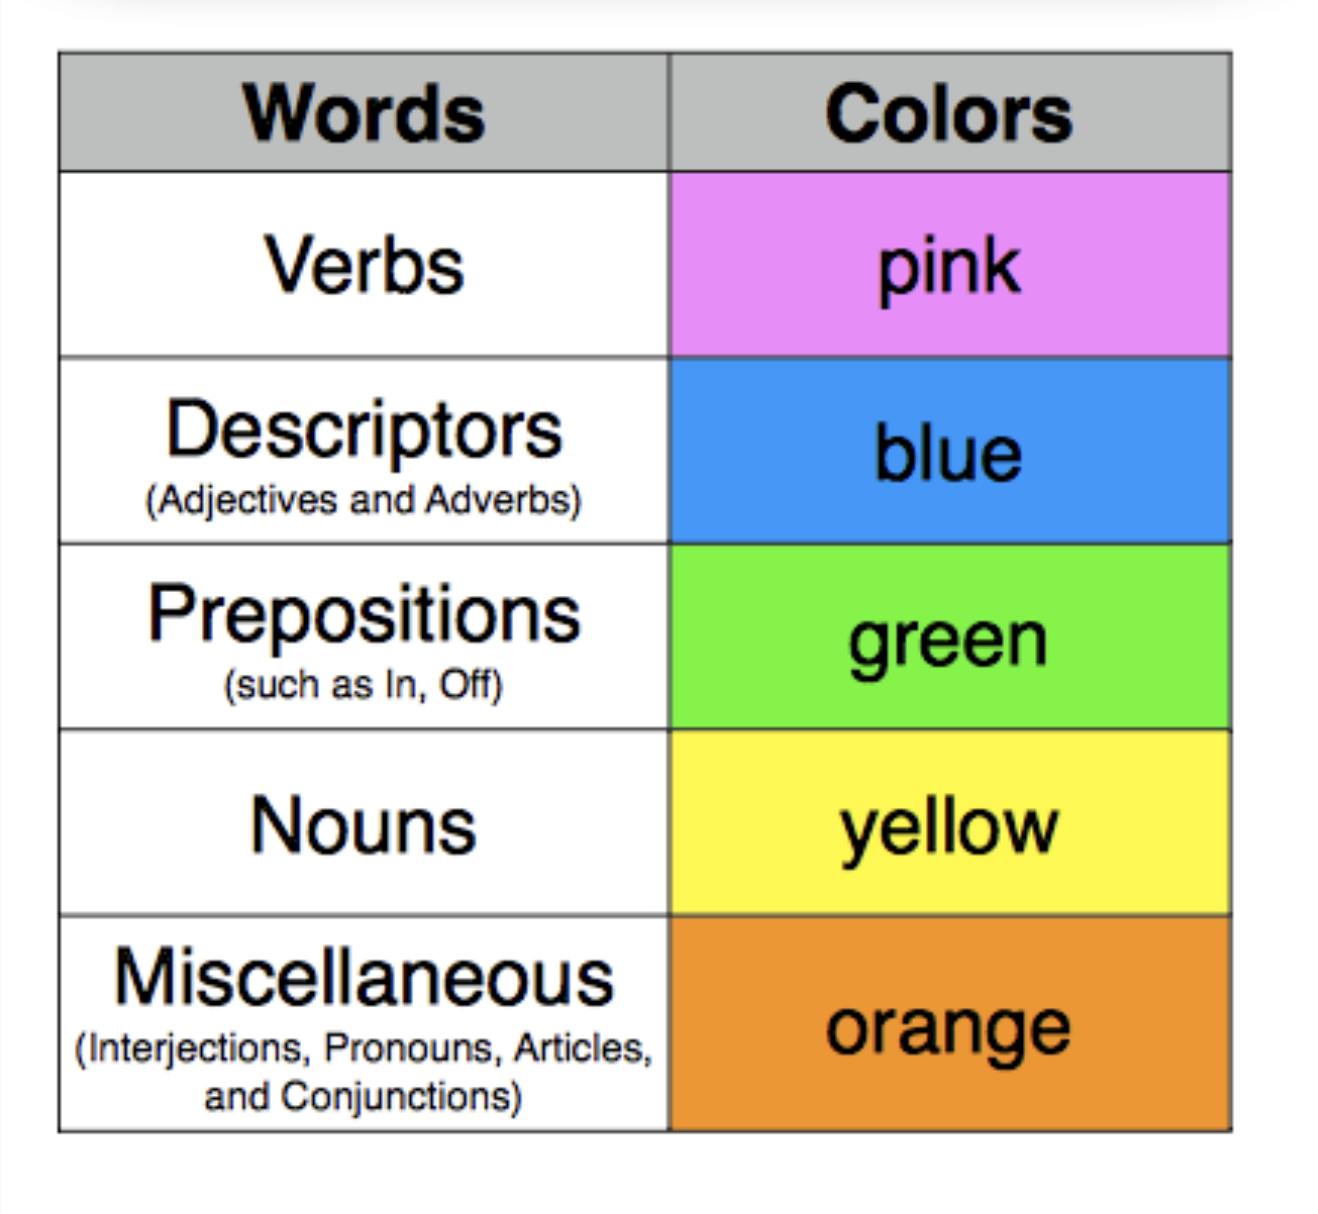 Words Colors
Verbs pink
Descriptors
(Adjectives and Adverbs)
blue
Prepositions
(such as In, Off)
green
Nouns yellow
Miscellaneous
(Interjections, Pronouns, Articles,
and Conjunctions)
orange